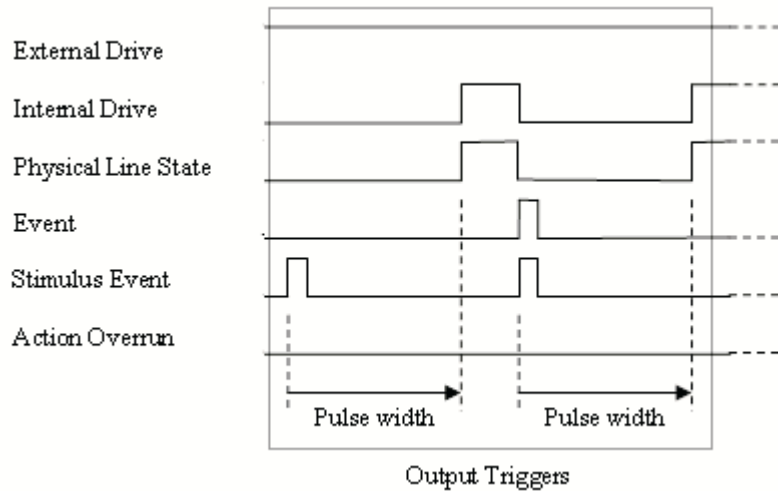 External Drive
Internal Drive
Physical Line State
Event
Stimulus Event
Action Overrun
Pulse width
Pulse width
Output Triggers